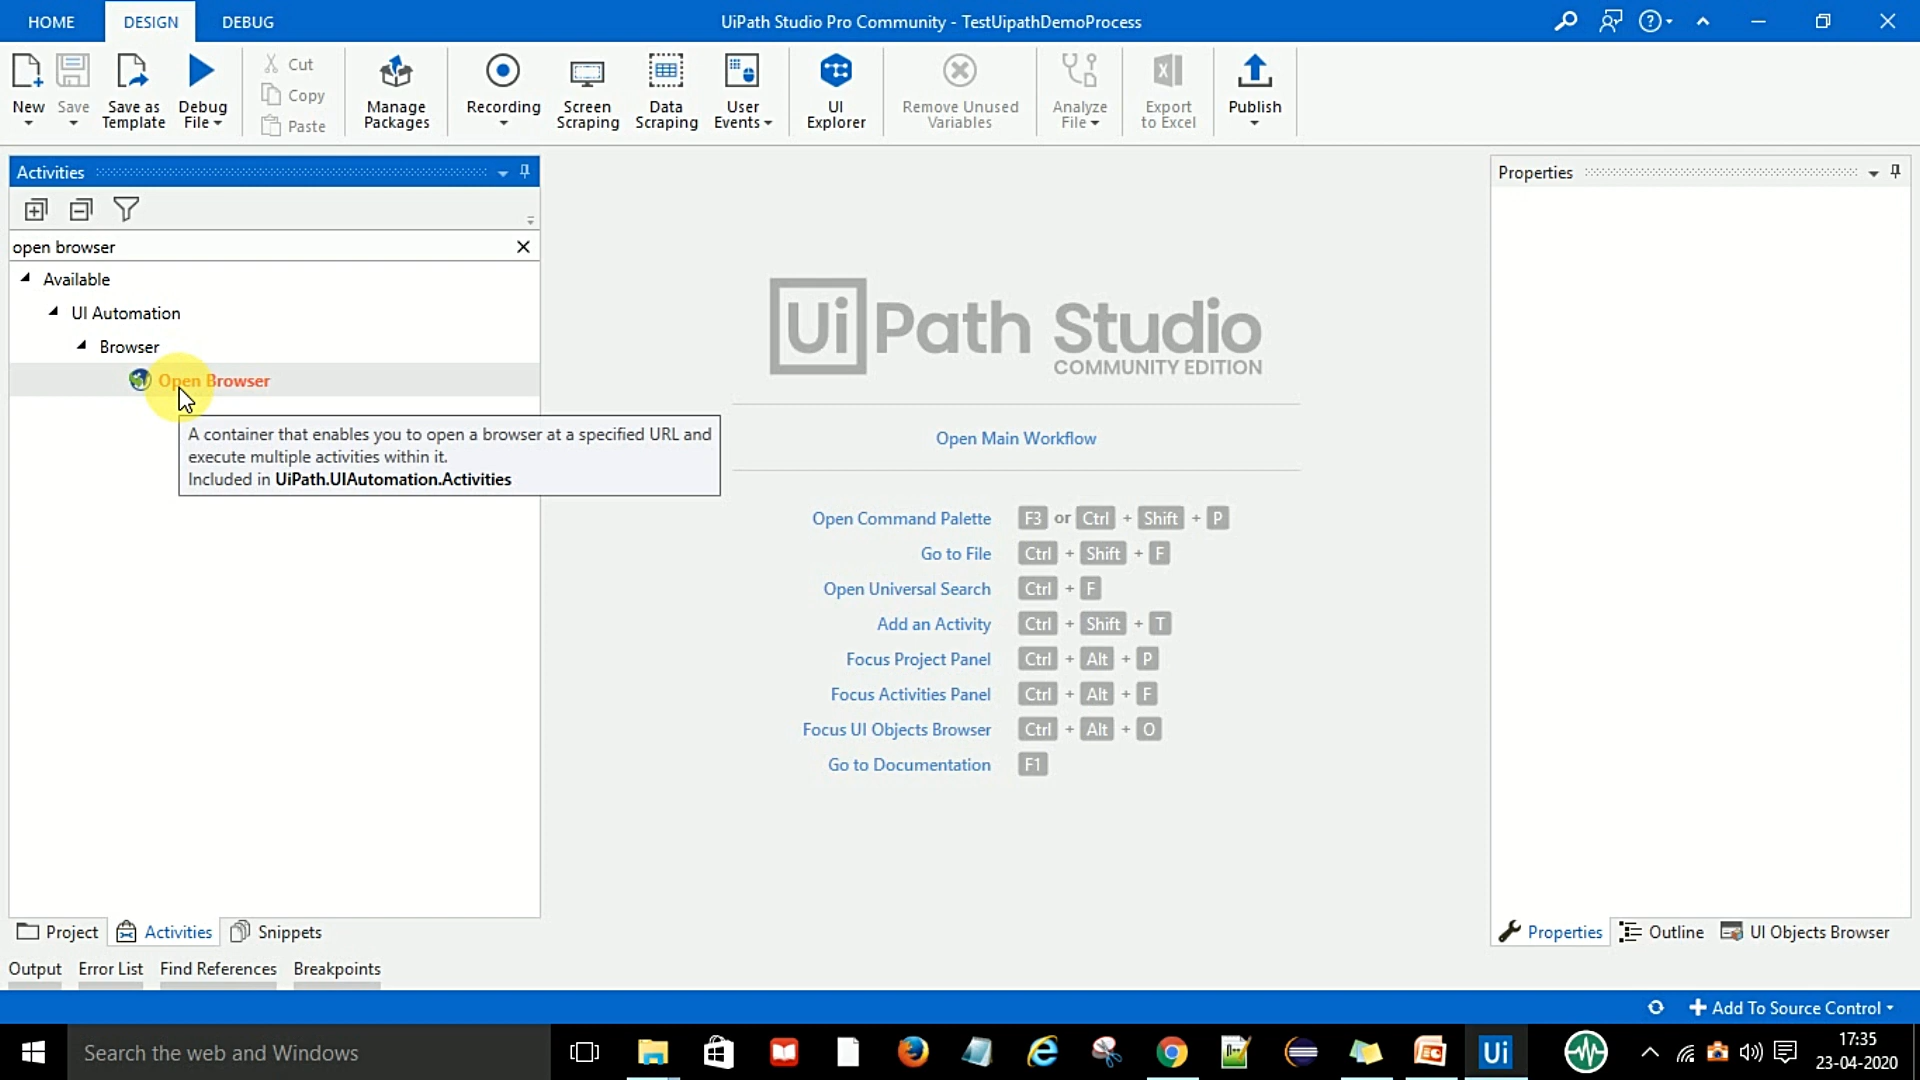 HOME DESIGN DEBUG UiPath Studio Pro Community - TestUipathDemoProcess
New Save Save as Template Debug File Cut Copy Paste Manage Packages Recording Screen Scraping Data Scraping User Events UI Explorer Remove Unused Variables Analyze File Export to Excel Publish
Activities
open browser
Available
UI Automation
Browser
Open Browser
A container that enables you to open a browser at a specified URL and
execute multiple activities within it.
Included in UiPath.UIAutomation.Activities
Project Activities Snippets
UiPath Studio
COMMUNITY EDITION
Open Main Workflow
Open Command Palette F3 or Ctrl + Shift + P
Go to File Ctrl + Shift + F
Open Universal Search Ctrl + F
Add an Activity Ctrl + Shift + T
Focus Project Panel Ctrl + Alt + P
Focus Activities Panel Ctrl + Alt + F
Focus UI Objects Browser Ctrl + Alt + O
Go to Documentation F1
Properties
Properties Outline UI Objects Browser
Output Error List Find References Breakpoints
Add To Source Control
Search the web and Windows
Ui
17:35
23-04-2020